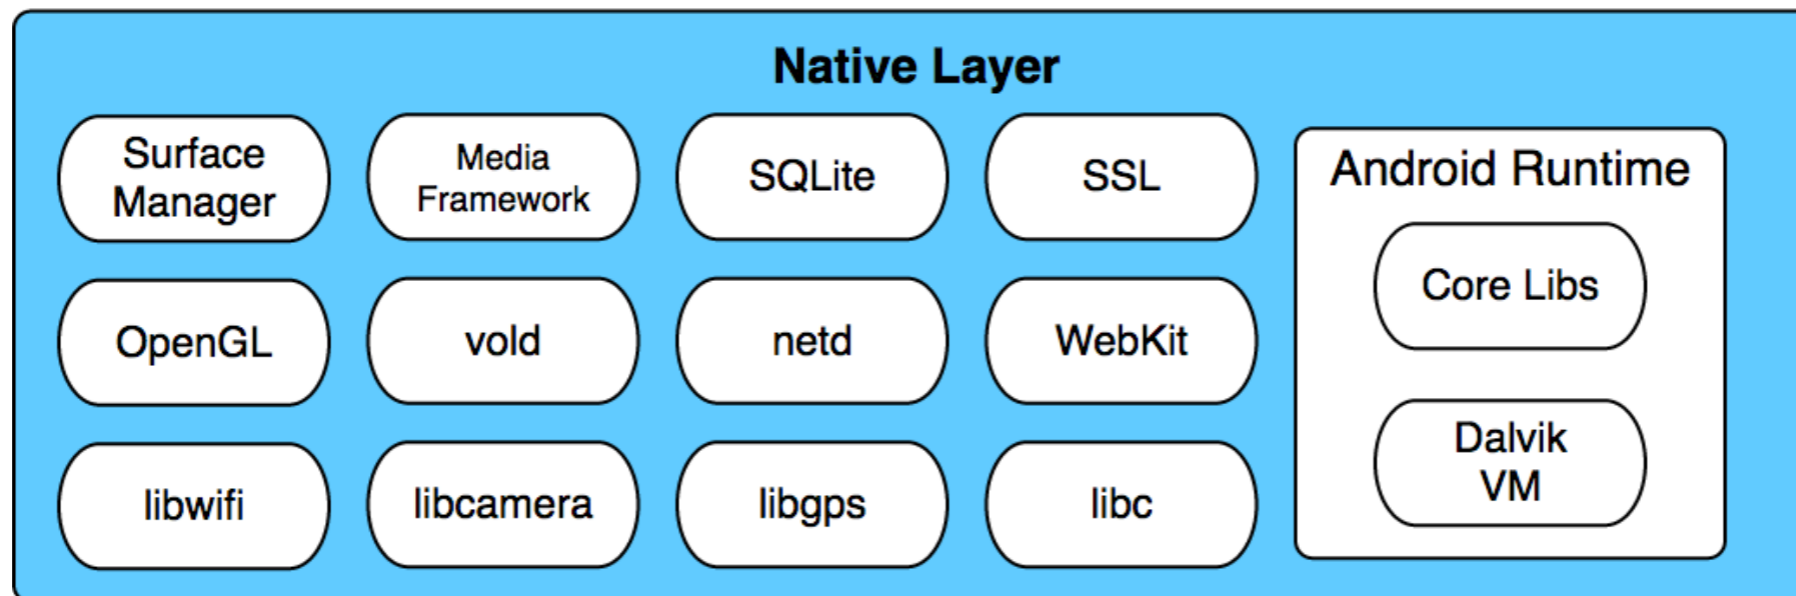 Native Layer
Surface
Manager
Media
Framework
SQLite
SSL
OpenGL
vold
netd
WebKit
libwifi
libcamera
libgps
libc
Android Runtime
Core Libs
Dalvik
VM